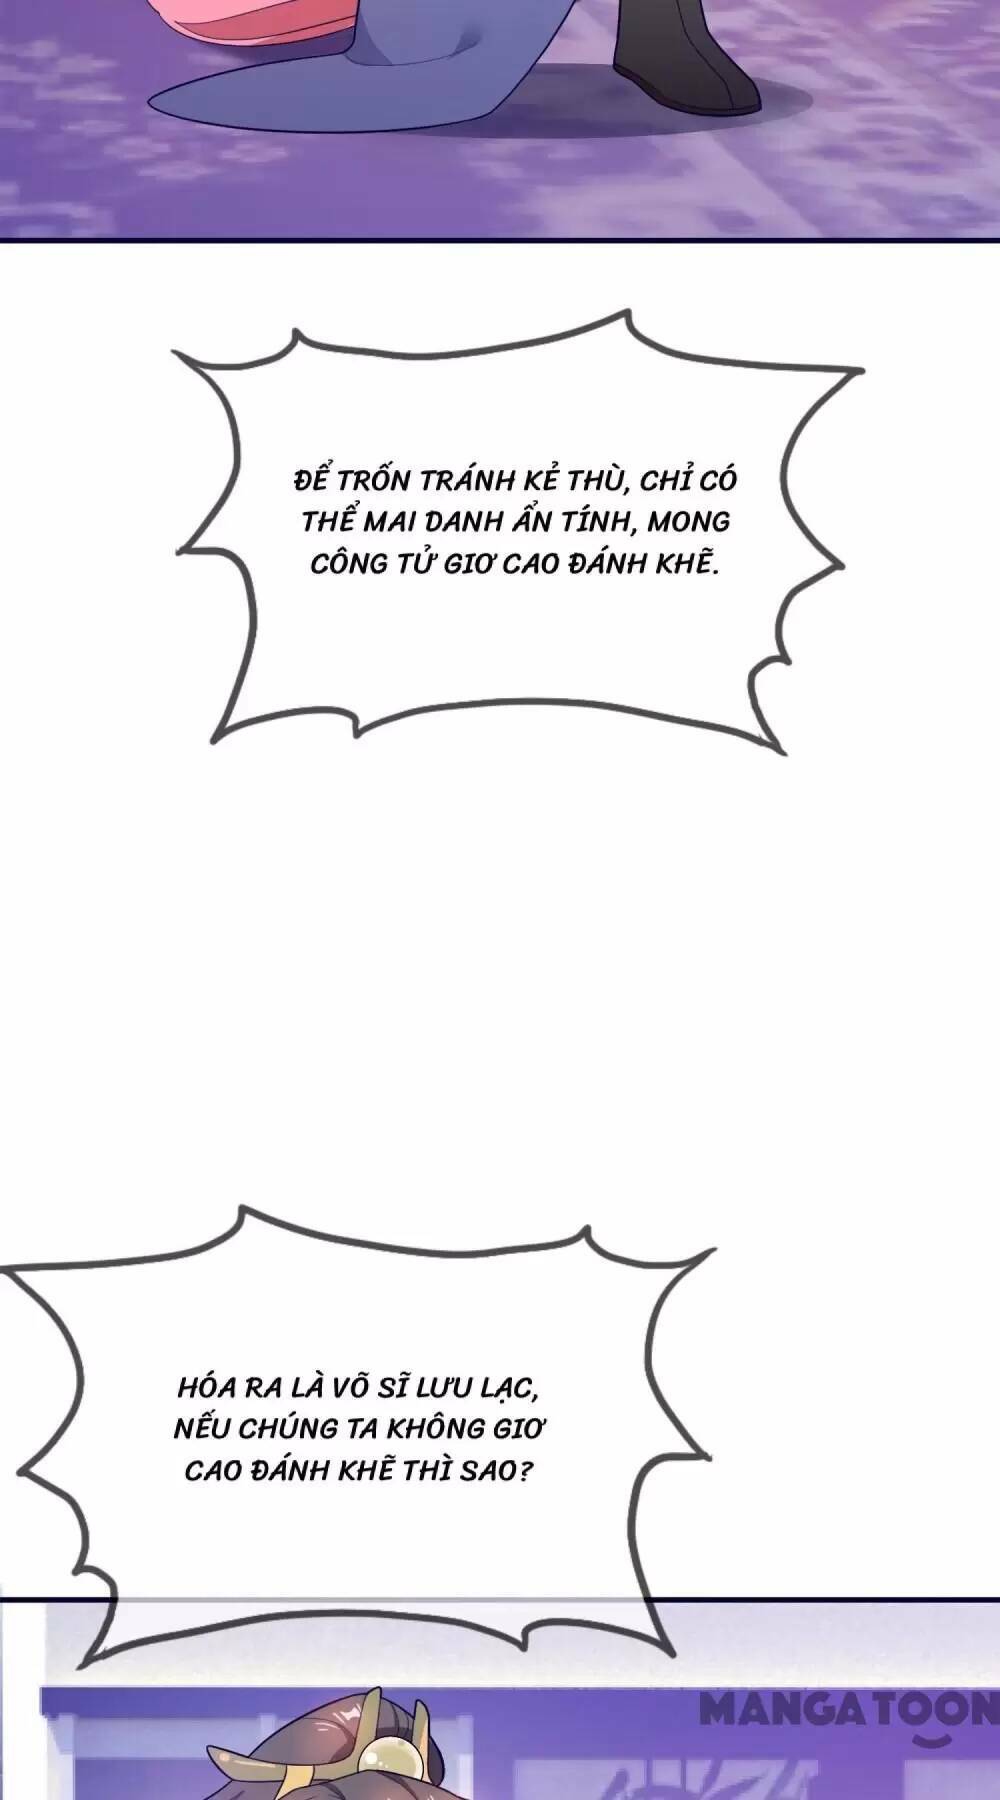 ĐỂ TRỐN TRÁNH KẺ THÙ, CHỈ CÓ
THỂ MAI DANH ẨN TÍNH, MONG
CÔNG TỬ GIƠ CAO ĐÁNH KHẼ.
HÓA RA LÀ VÕ SĨ LƯU LẠC,
NẾU CHÚNG TA KHÔNG GIƠ
CAO ĐÁNH KHẼ THÌ SAO?
MANGATOON